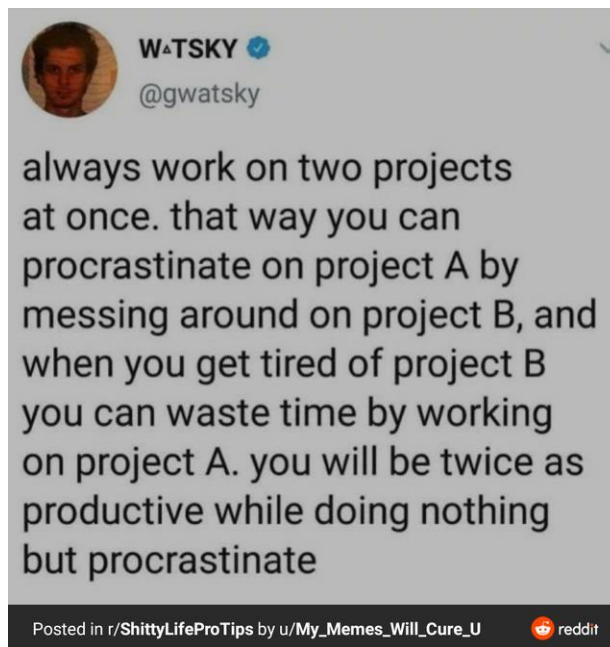 W▵TSKY
@gwatsky
always work on two projects
at once. that way you can
procrastinate on project A by
messing around on project B, and
when you get tired of project B
you can waste time by working
on project A. you will be twice as
productive while doing nothing
but procrastinate
Posted in r/ShittyLifeProTips by u/My_Memes_Will_Cure_U reddit